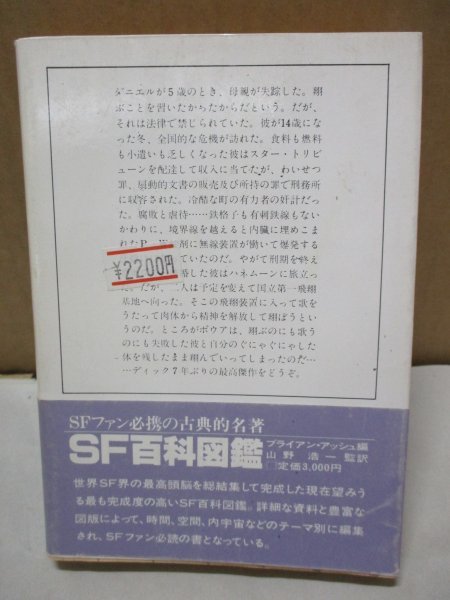 ダニエルが5歳のとき、母親が失踪した。翔
ぶことを習いたかったからだという。だが、
それは法律で禁じられていた。彼が14歳にな
った冬、全国的な危機が訪れた。食料も燃料
も小遣いも乏しくなった彼はスター・トリビ
ューンを配達して収入に当てたが、わいせつ
罪、扇動的文書の販売及び所持の罪で刑務所
に収容された。冷酷な町の有力者の奸計だっ
た。腐敗と虐待……鉄格子も有刺鉄線もない
かわりに、境界線を越えると内臓に埋めこま
れたP 剤に無線装置が働いて爆発する
ていたのだ。やがて刑期を終え
婚した彼はハネムーンに旅立っ
た。だが、二人は予定を変えて国立第一飛翔
基地へ向った。そこの飛翔装置に入って歌を
うたって肉体から精神を解放して翔ぼうとい
うのだ。ところがボウアは、翔ぶのにも歌う
のにも失敗した彼と自分のぐにゃぐにゃした
体を残したまま翔んでいってしまったのだ…
…ディック7年ぶりの最高傑作をどうぞ。
¥2200円
SFファン必携の古典的名著
SF百科図鑑
ブライアン・アッシュ編
山野浩一監訳
定価3,000円
世界SF界の最高頭脳を総結集して完成した現在望みう
る最も完成度の高いSF百科図鑑。詳細な資料と豊富な
図版によって、時間、空間、内宇宙などのテーマ別に編集
され、SFファン必読の書となっている。